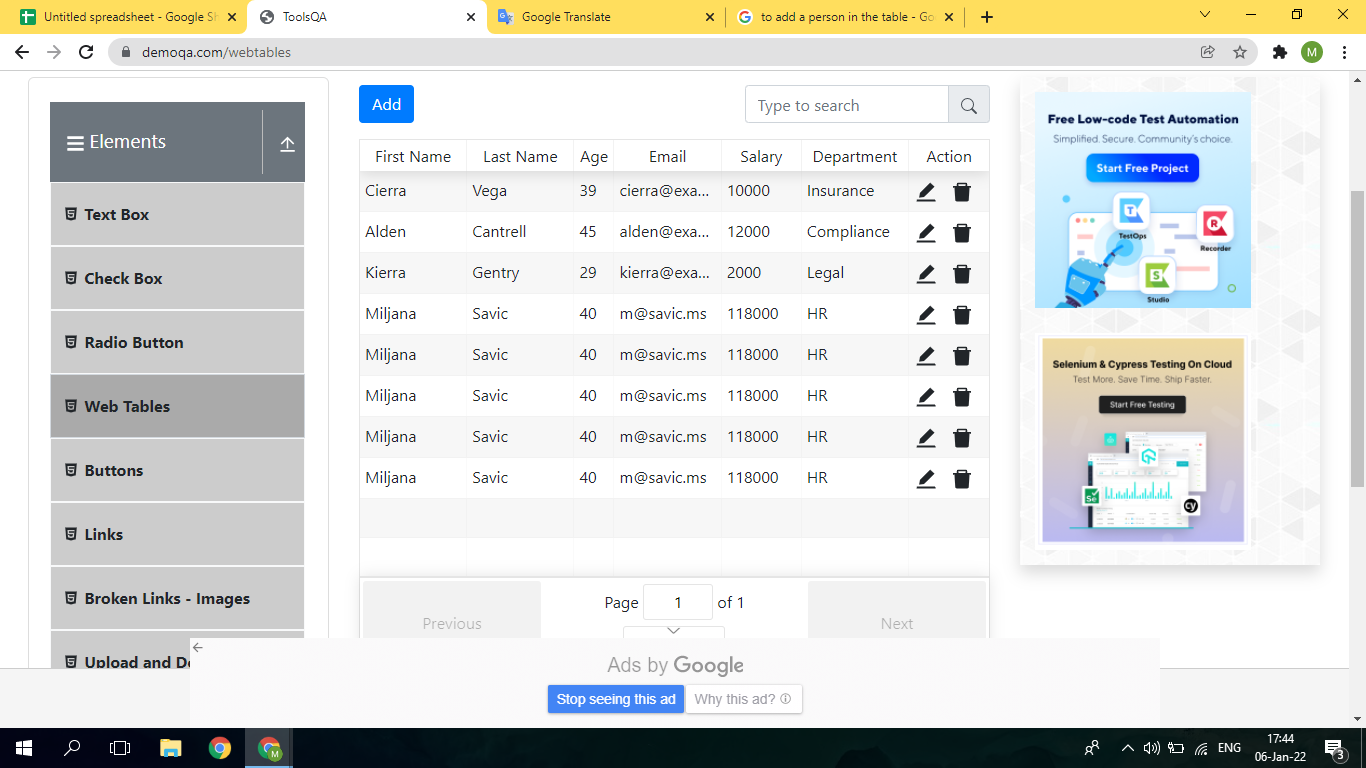 Untitled spreadsheet - Google Sh
ToolsQA
Google Translate
to add a person in the table - Go
demoqa.com/webtables
M
Elements
Text Box
Check Box
Radio Button
Web Tables
Buttons
Links
Broken Links - Images
Upload and Do
Add
Type to search
First Name Last Name Age Email Salary Department Action
Cierra Vega 39 cierra@exa... 10000 Insurance
Alden Cantrell 45 alden@exa... 12000 Compliance
Kierra Gentry 29 kierra@exa... 2000 Legal
Miljana Savic 40 m@savic.ms 118000 HR
Miljana Savic 40 m@savic.ms 118000 HR
Miljana Savic 40 m@savic.ms 118000 HR
Miljana Savic 40 m@savic.ms 118000 HR
Miljana Savic 40 m@savic.ms 118000 HR
Previous
Page 1 of 1
Next
Free Low-code Test Automation
Simplified. Secure. Community's choice.
Start Free Project
TestOps
Recorder
Studio
Selenium & Cypress Testing On Cloud
Test More. Save Time. Ship Faster.
Start Free Testing
Se
cy
Ads by Google
Stop seeing this ad
Why this ad?
M
ENG
17:44
06-Jan-22
3